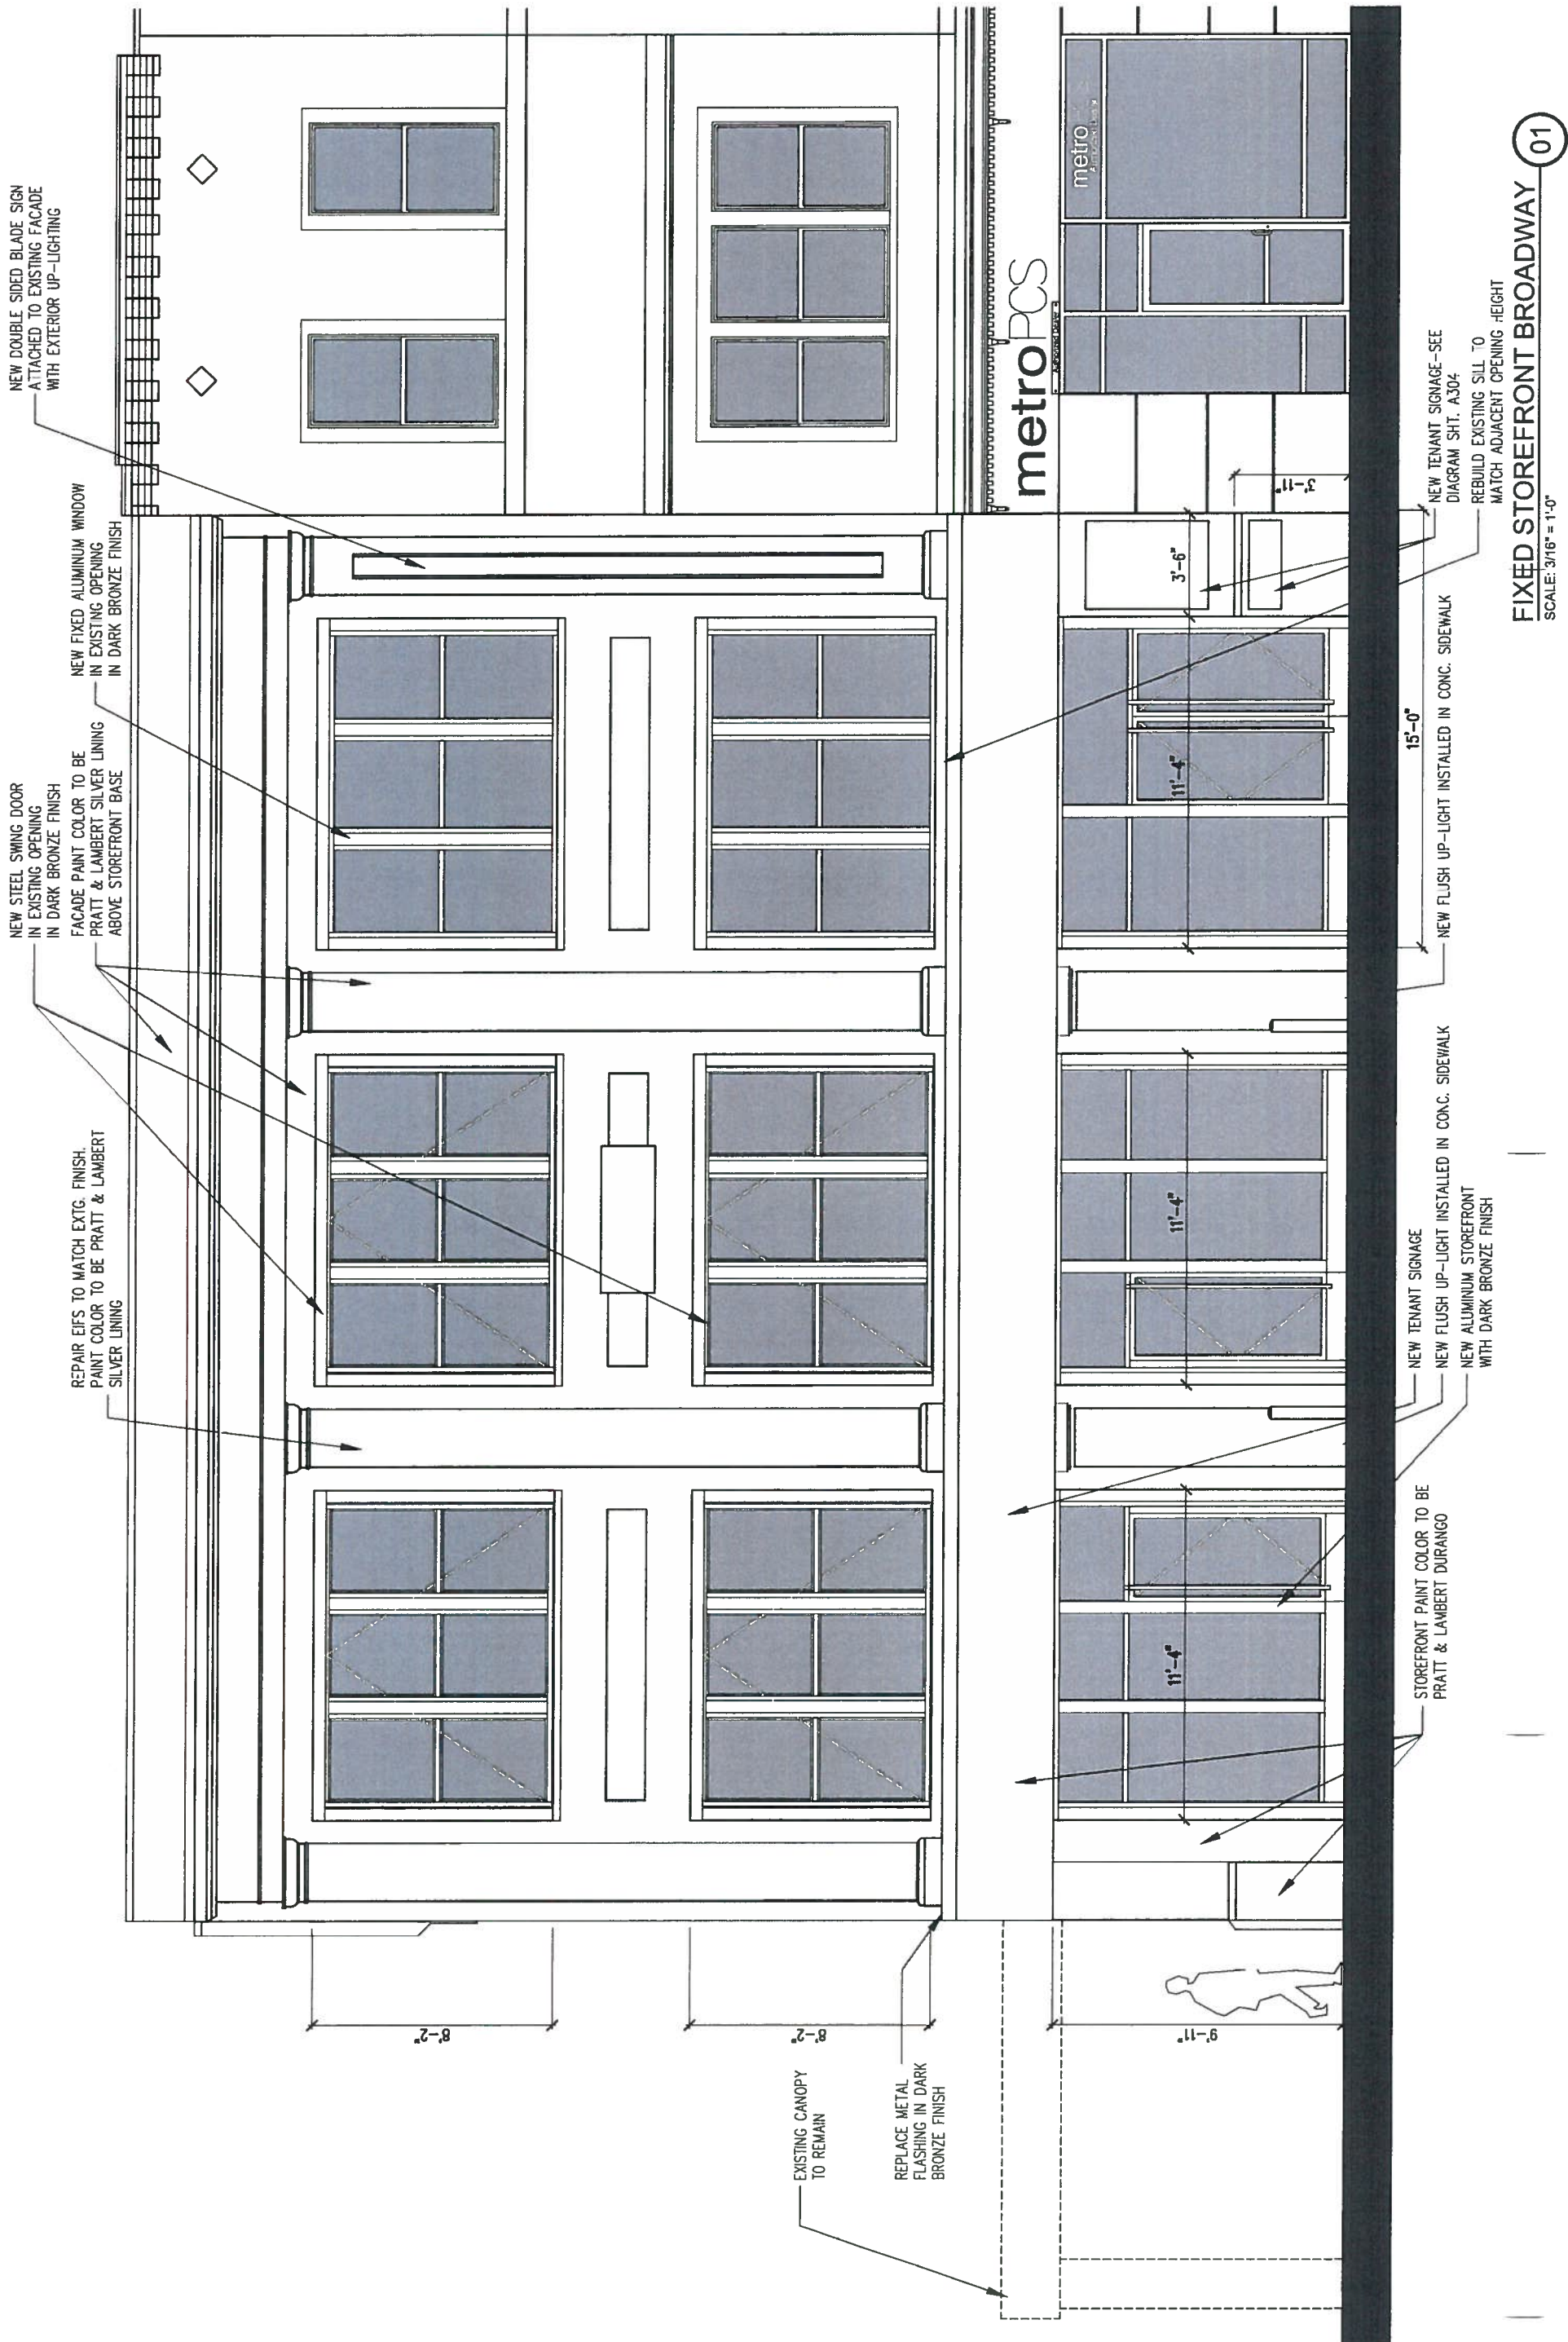 REPAIR EIFS TO MATCH EXTG. FINISH.
PAINT COLOR TO BE PRATT & LAMBERT
SILVER LINING
NEW STEEL SWING DOOR
IN EXISTING OPENING
IN DARK BRONZE FINISH
FACADE PAINT COLOR TO BE
PRATT & LAMBERT SILVER LINING
ABOVE STOREFRONT BASE
NEW FIXED ALUMINUM WINDOW
IN EXISTING OPENING
IN DARK BRONZE FINISH
NEW DOUBLE SIDED BLADE SIGN
ATTACHED TO EXISTING FACADE
WITH EXTERIOR UP-LIGHTING
8'-2"
8'-2"
9'-11"
EXISTING CANOPY
TO REMAIN
REPLACE METAL
FLASHING IN DARK
BRONZE FINISH
metroPCS
metro
11'-4"
11'-4"
11'-4"
3'-6"
3'-11"
15'-0"
STOREFRONT PAINT COLOR TO BE
PRATT & LAMBERT DURANGO
NEW TENANT SIGNAGE
NEW FLUSH UP-LIGHT INSTALLED IN CONC. SIDEWALK
NEW ALUMINUM STOREFRONT
WITH DARK BRONZE FINISH
NEW FLUSH UP-LIGHT INSTALLED IN CONC. SIDEWALK
NEW TENANT SIGNAGE-SEE
DIAGRAM SHT. A304
REBUILD EXISTING SILL TO
MATCH ADJACENT OPENING HEIGHT
FIXED STOREFRONT BROADWAY
SCALE: 3/16" = 1'-0"
01